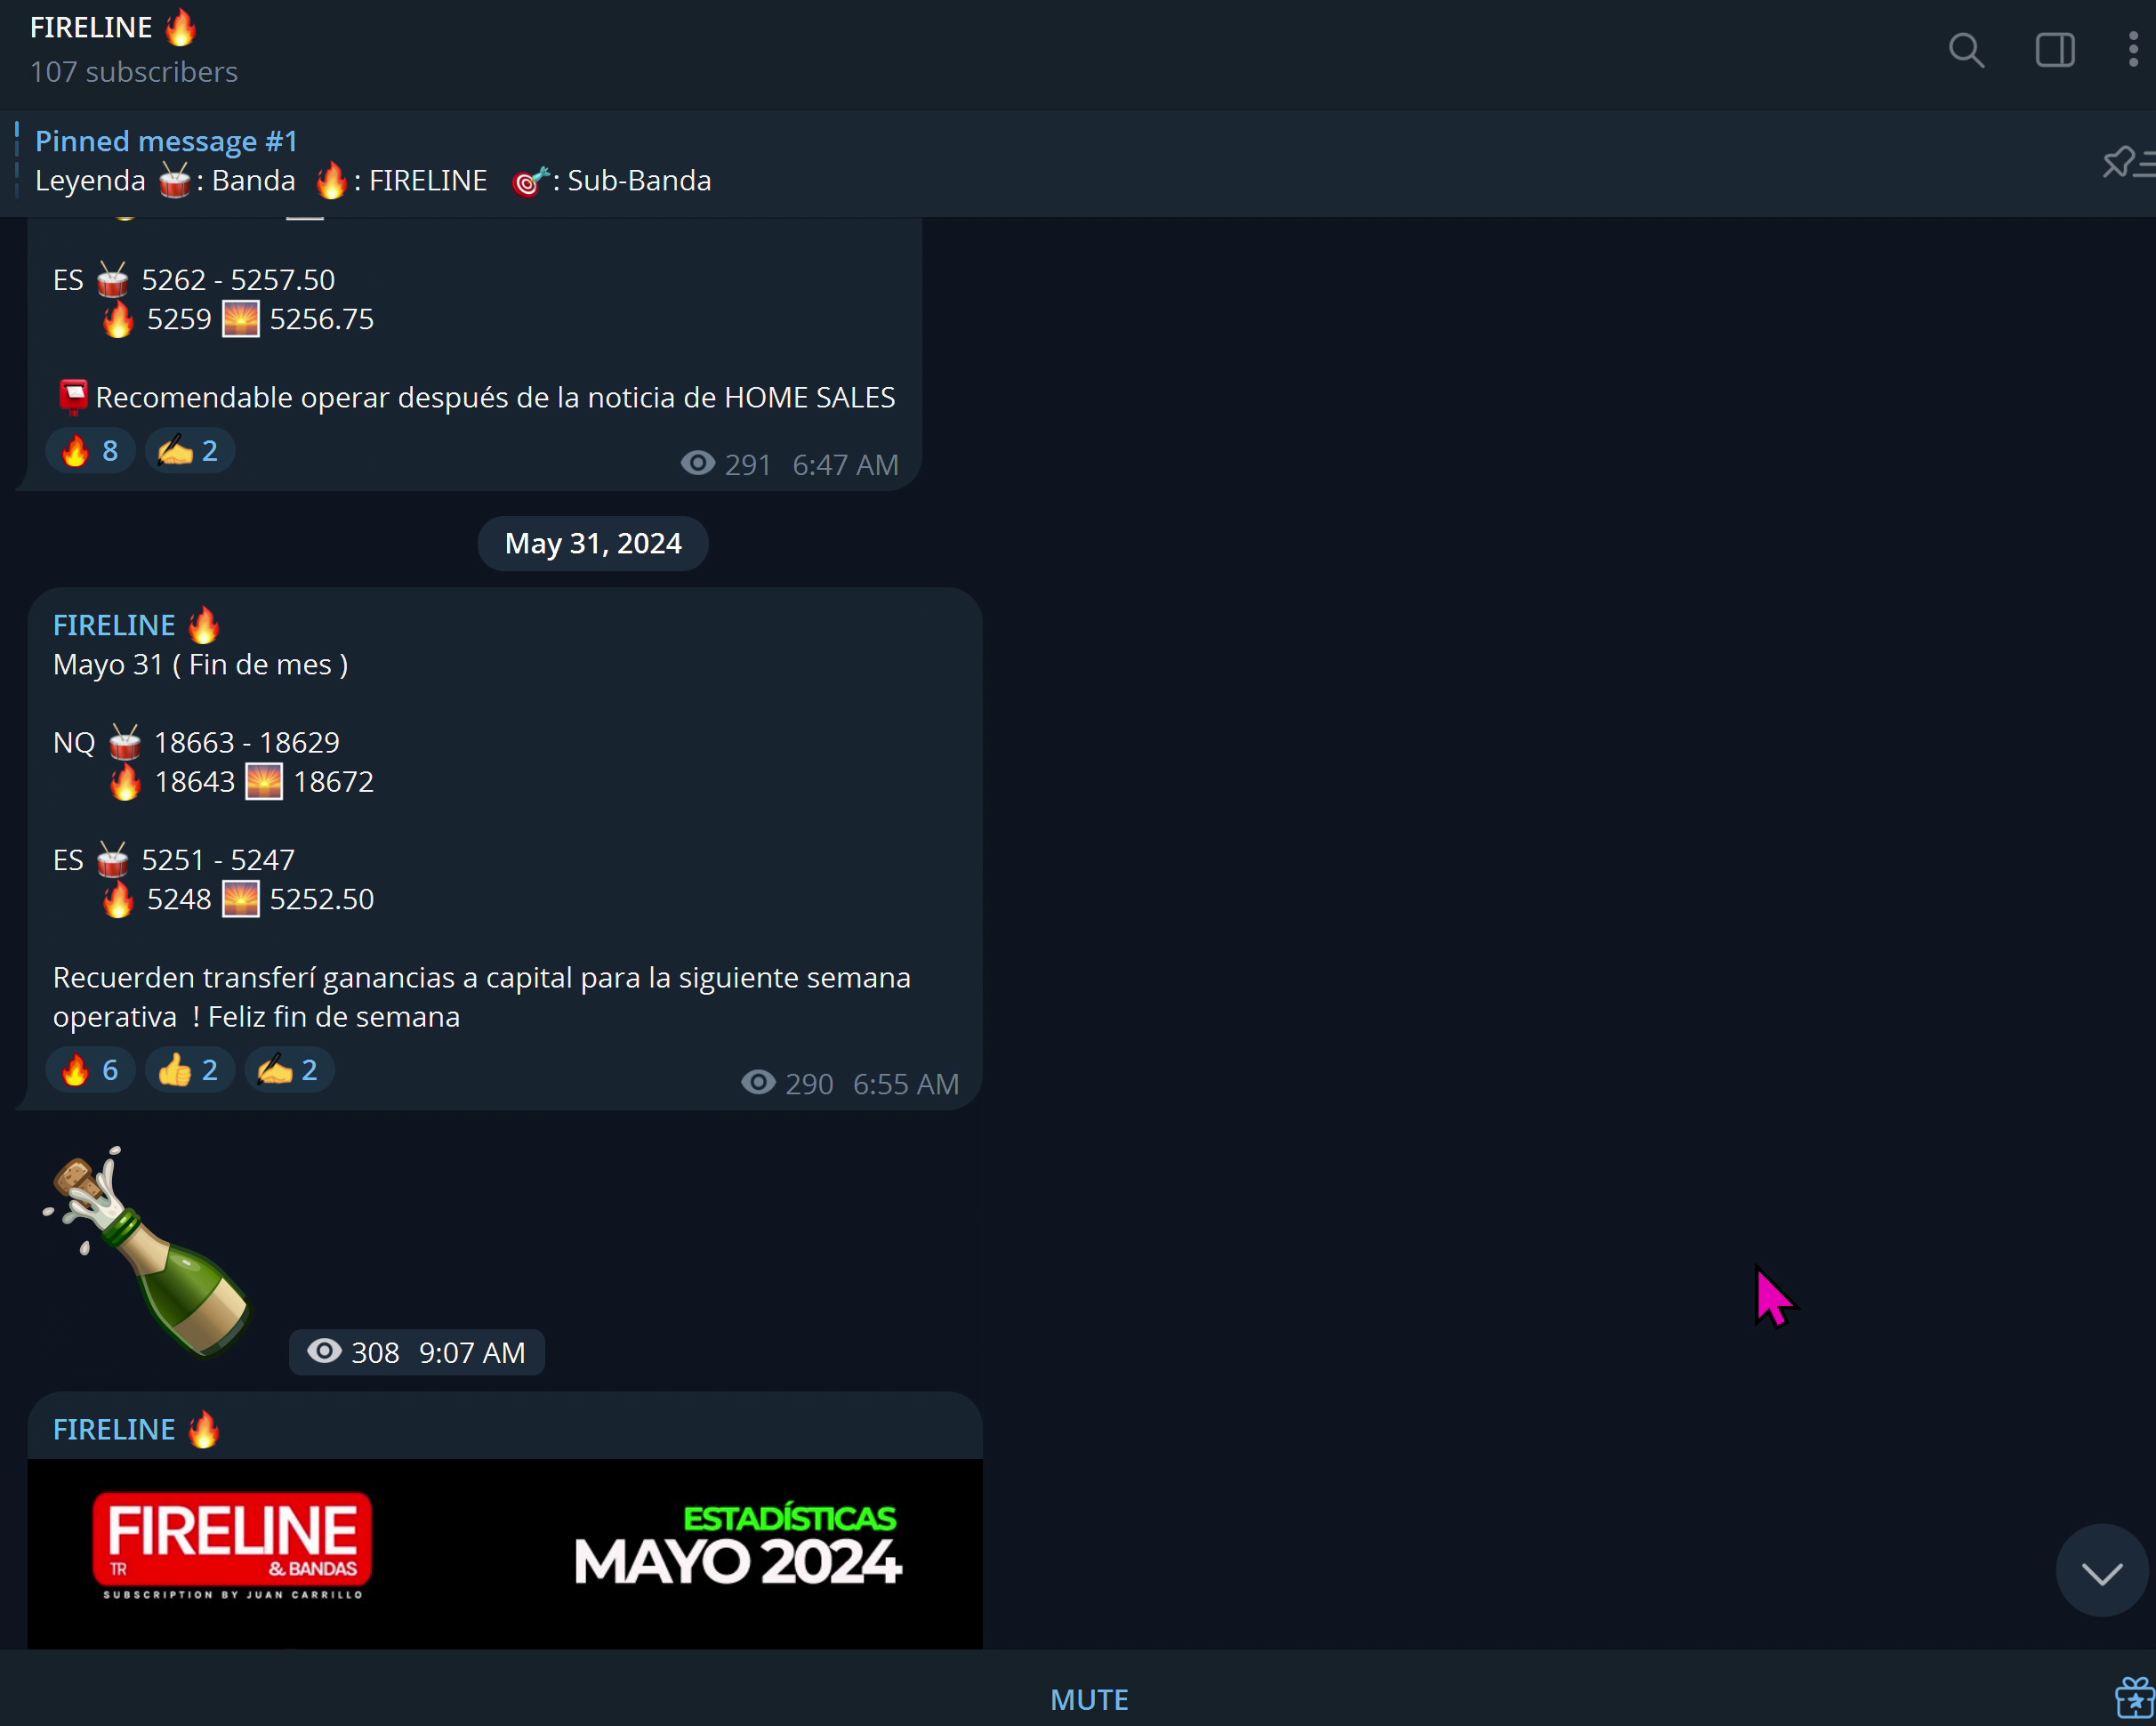 FIRELINE 🔥
107 subscribers
Pinned message #1
Leyenda 🥁: Banda 🔥: FIRELINE 🎯: Sub-Banda
ES 🥁 5262 - 5257.50
🔥 5259 🌅 5256.75
📮Recomendable operar después de la noticia de HOME SALES
🔥 8 ✍️ 2
291 6:47 AM
May 31, 2024
FIRELINE 🔥
Mayo 31 ( Fin de mes )
NQ 🥁 18663 - 18629
🔥 18643 🌅 18672
ES 🥁 5251 - 5247
🔥 5248 🌅 5252.50
Recuerden transferí ganancias a capital para la siguiente semana
operativa  ! Feliz fin de semana
🔥 6 👍 2 ✍️ 2
290 6:55 AM
308 9:07 AM
FIRELINE 🔥
FIRELINE
TR & BANDAS
SUBSCRIPTION BY JUAN CARRILLO
ESTADÍSTICAS
MAYO 2024
MUTE